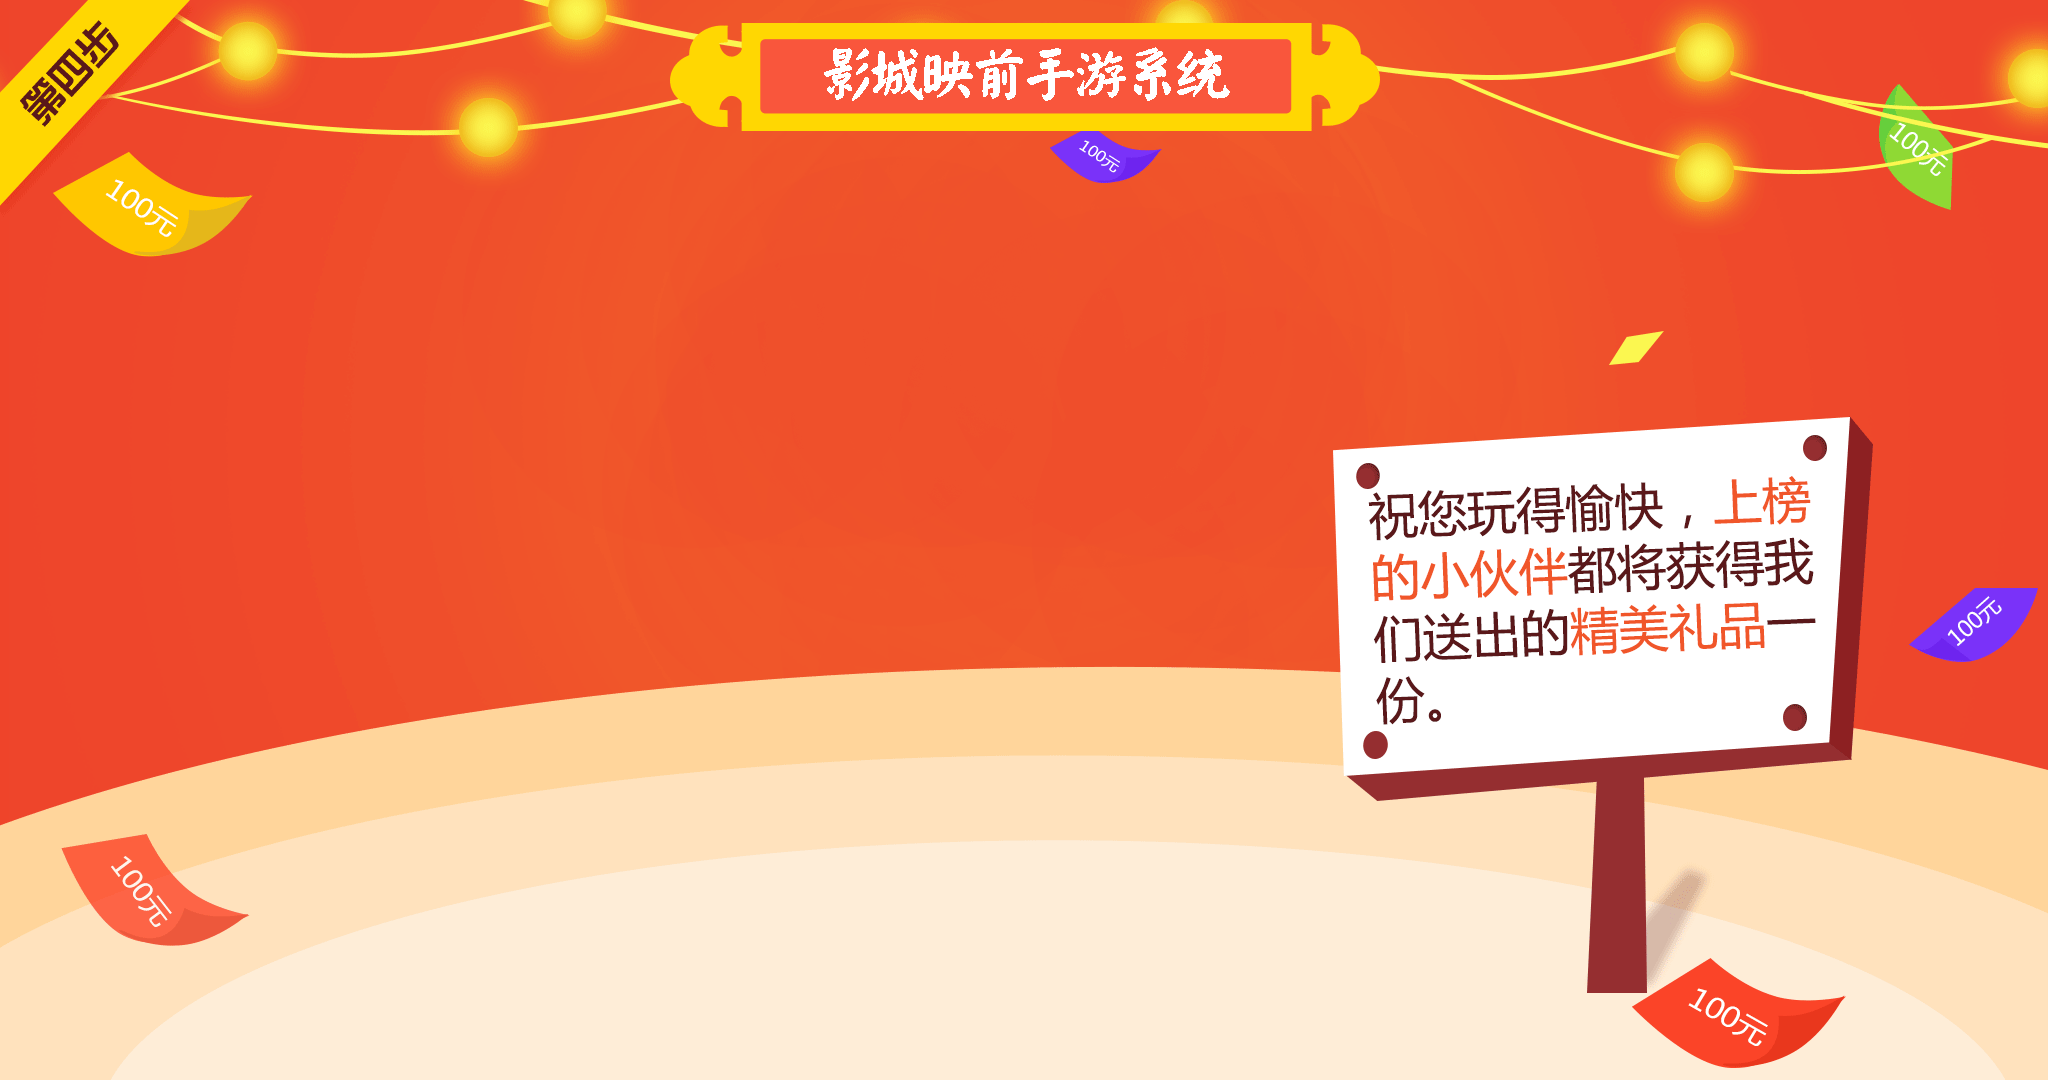 第四步
影城映前手游系统
100元
100元
100元
祝您玩得愉快，上榜
的小伙伴都将获得我
们送出的精美礼品一
份。
100元
100元
100元